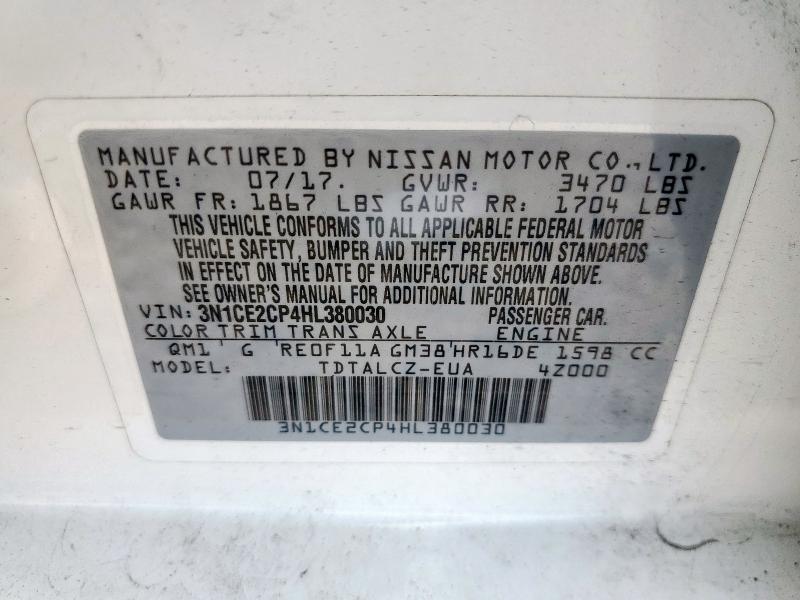 MANUFACTURED BY NISSAN MOTOR CO., LTD.
DATE: 07/17. GVWR: 3470 LBS
GAWR FR: 1867 LBS GAWR RR: 1704 LBS
THIS VEHICLE CONFORMS TO ALL APPLICABLE FEDERAL MOTOR
VEHICLE SAFETY, BUMPER AND THEFT PREVENTION STANDARDS
IN EFFECT ON THE DATE OF MANUFACTURE SHOWN ABOVE.
SEE OWNER'S MANUAL FOR ADDITIONAL INFORMATION.
VIN: 3N1CE2CP4HL380030 PASSENGER CAR.
COLOR TRIM TRANS AXLE ENGINE
QM1 G RE0F11A GM38 HR16DE 1598 CC
MODEL: TDTALCZ-EUA 4Z000
3N1CE2CP4HL380030